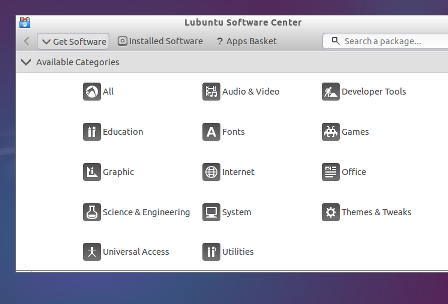 Lubuntu Software Center
Get Software Installed Software ? Apps Basket Search a package...
Available Categories
All Audio & Video Developer Tools
Education Fonts Games
Graphic Internet Office
Science & Engineering System Themes & Tweaks
Universal Access Utilities